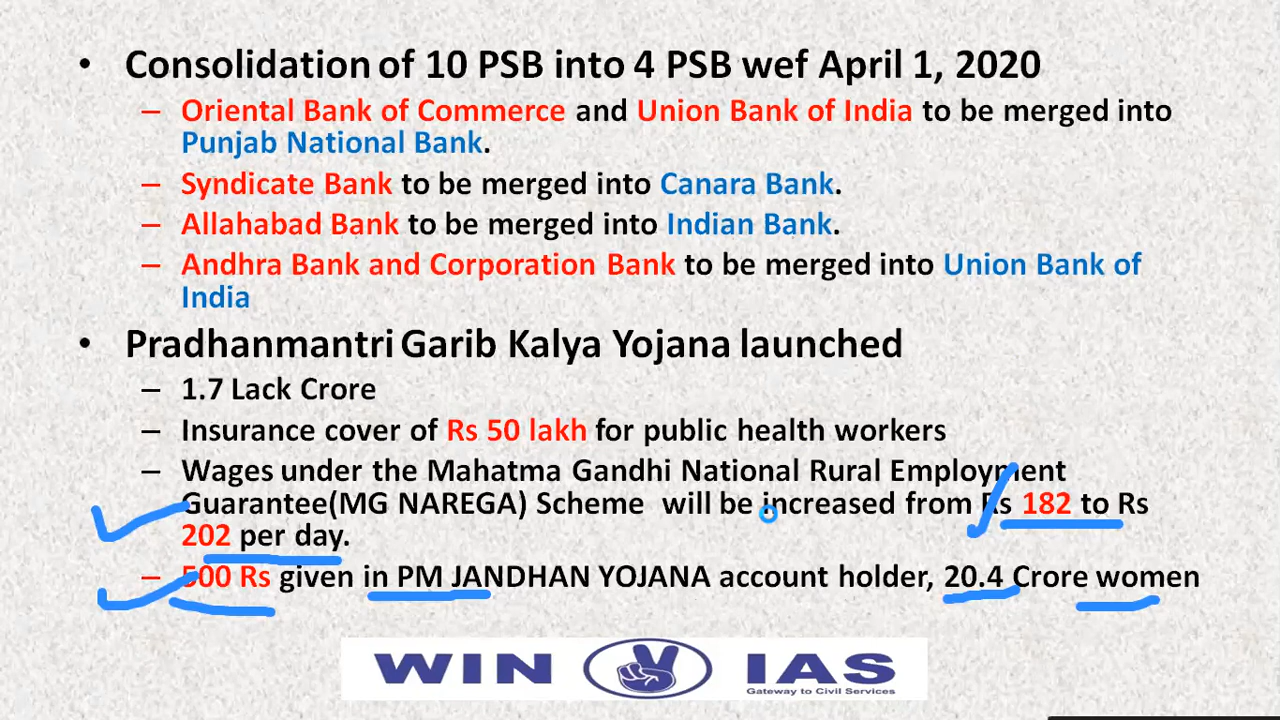 • Consolidation of 10 PSB into 4 PSB wef April 1, 2020
– Oriental Bank of Commerce and Union Bank of India to be merged into
Punjab National Bank.
– Syndicate Bank to be merged into Canara Bank.
– Allahabad Bank to be merged into Indian Bank.
– Andhra Bank and Corporation Bank to be merged into Union Bank of
India
• Pradhanmantri Garib Kalya Yojana launched
– 1.7 Lack Crore
– Insurance cover of Rs 50 lakh for public health workers
– Wages under the Mahatma Gandhi National Rural Employment
Guarantee(MG NAREGA) Scheme will be increased from Rs 182 to Rs
202 per day.
– 500 Rs given in PM JANDHAN YOJANA account holder, 20.4 Crore women
WIN IAS
Gateway to Civil Services